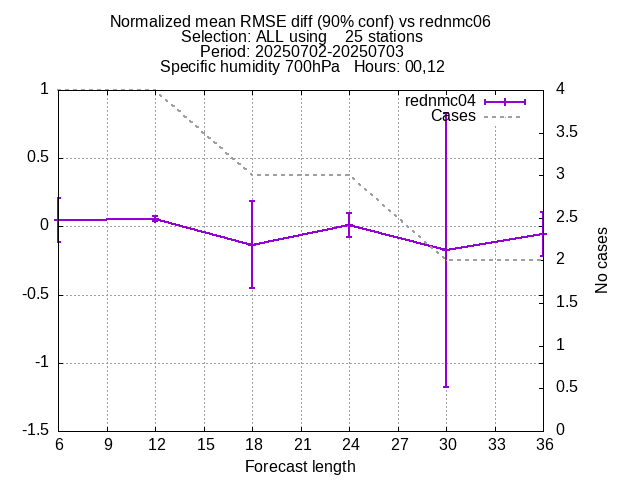 Normalized mean RMSE diff (90% conf) vs rednmc06
Selection: ALL using    25 stations
Period: 20250702-20250703
Specific humidity 700hPa   Hours: 00,12
rednmc04
Cases
1
0.5
0
-0.5
-1
-1.5
4
3.5
3
2.5
2
1.5
1
0.5
0
No cases
6 9 12 15 18 21 24 27 30 33 36
Forecast length